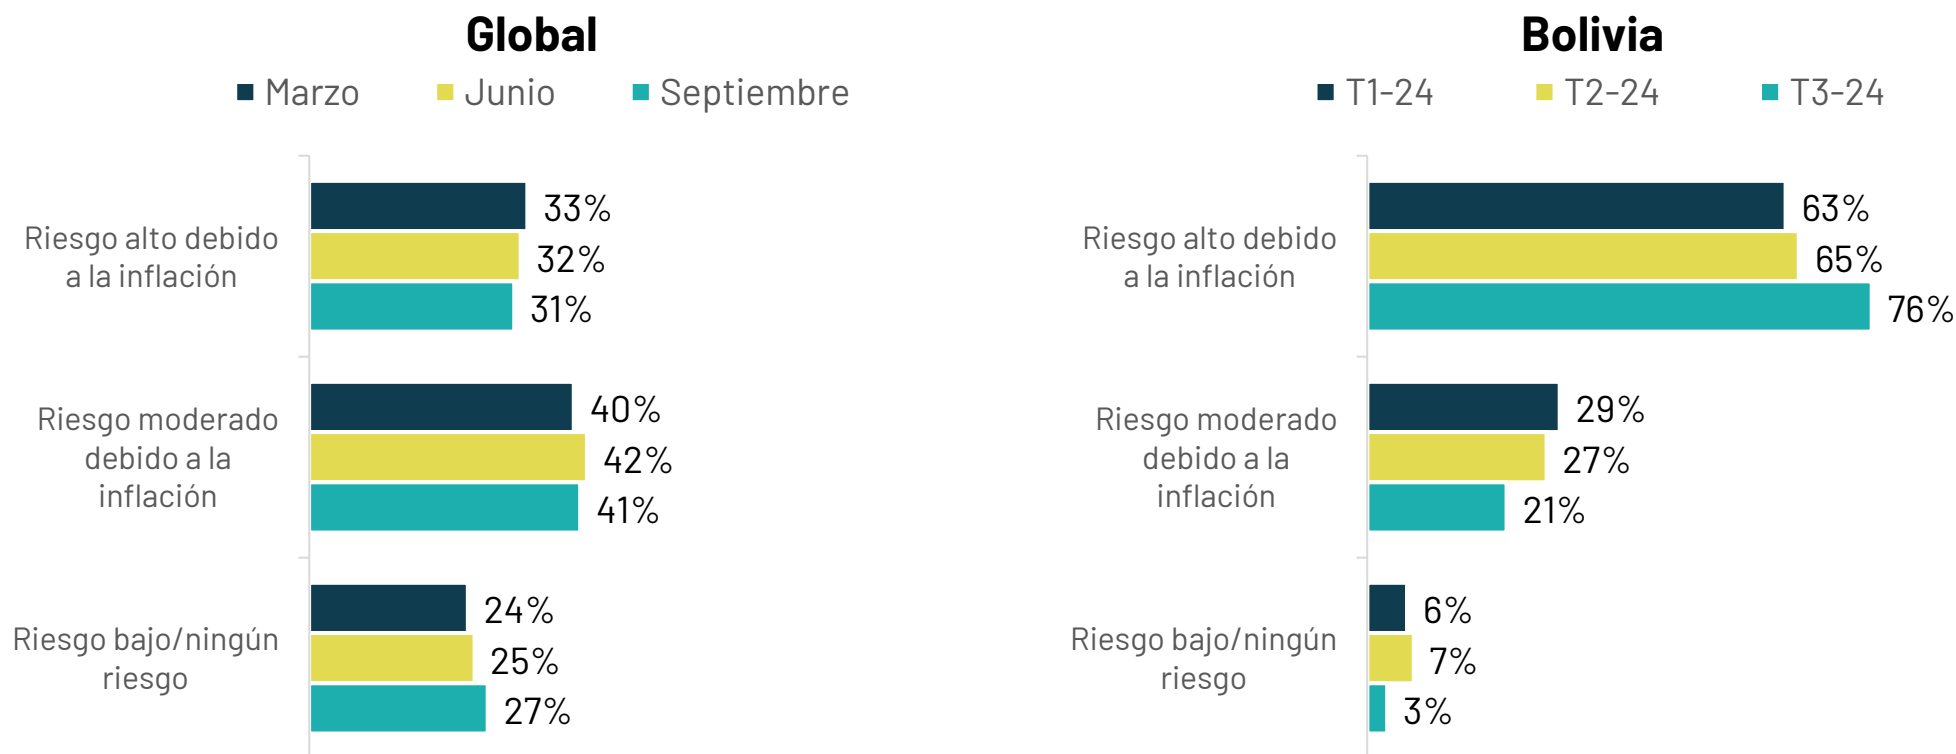 Global
Marzo
Junio
Septiembre
Riesgo alto debido
a la inflación
33%
32%
31%
Riesgo moderado
debido a la
inflación
40%
42%
41%
Riesgo bajo/ningún
riesgo
24%
25%
27%
Bolivia
T1-24
T2-24
T3-24
Riesgo alto debido
a la inflación
63%
65%
76%
Riesgo moderado
debido a la
inflación
29%
27%
21%
Riesgo bajo/ningún
riesgo
6%
7%
3%